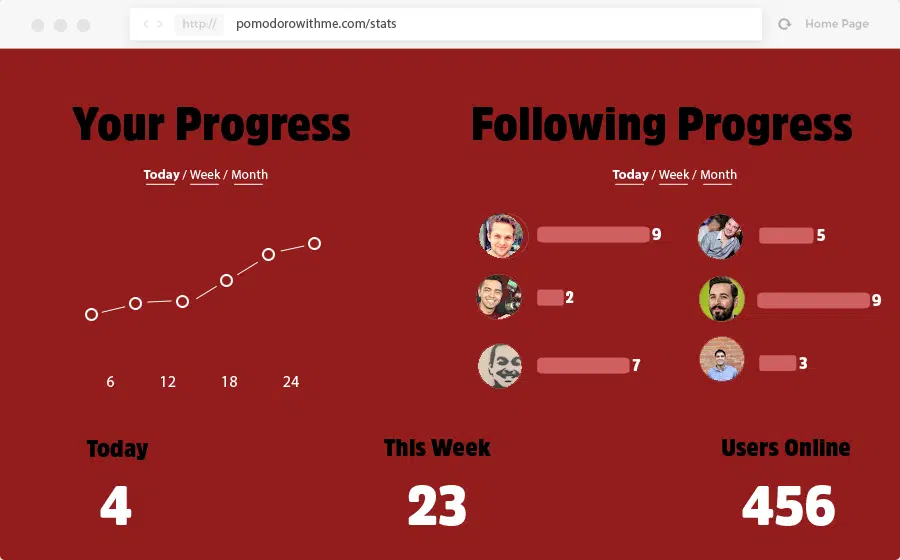 http:// pomodorowithme.com/stats Home Page
Your Progress
Today / Week / Month
6 12 18 24
Following Progress
Today / Week / Month
9 5
2 9
7 3
Today
4
This Week
23
Users Online
456